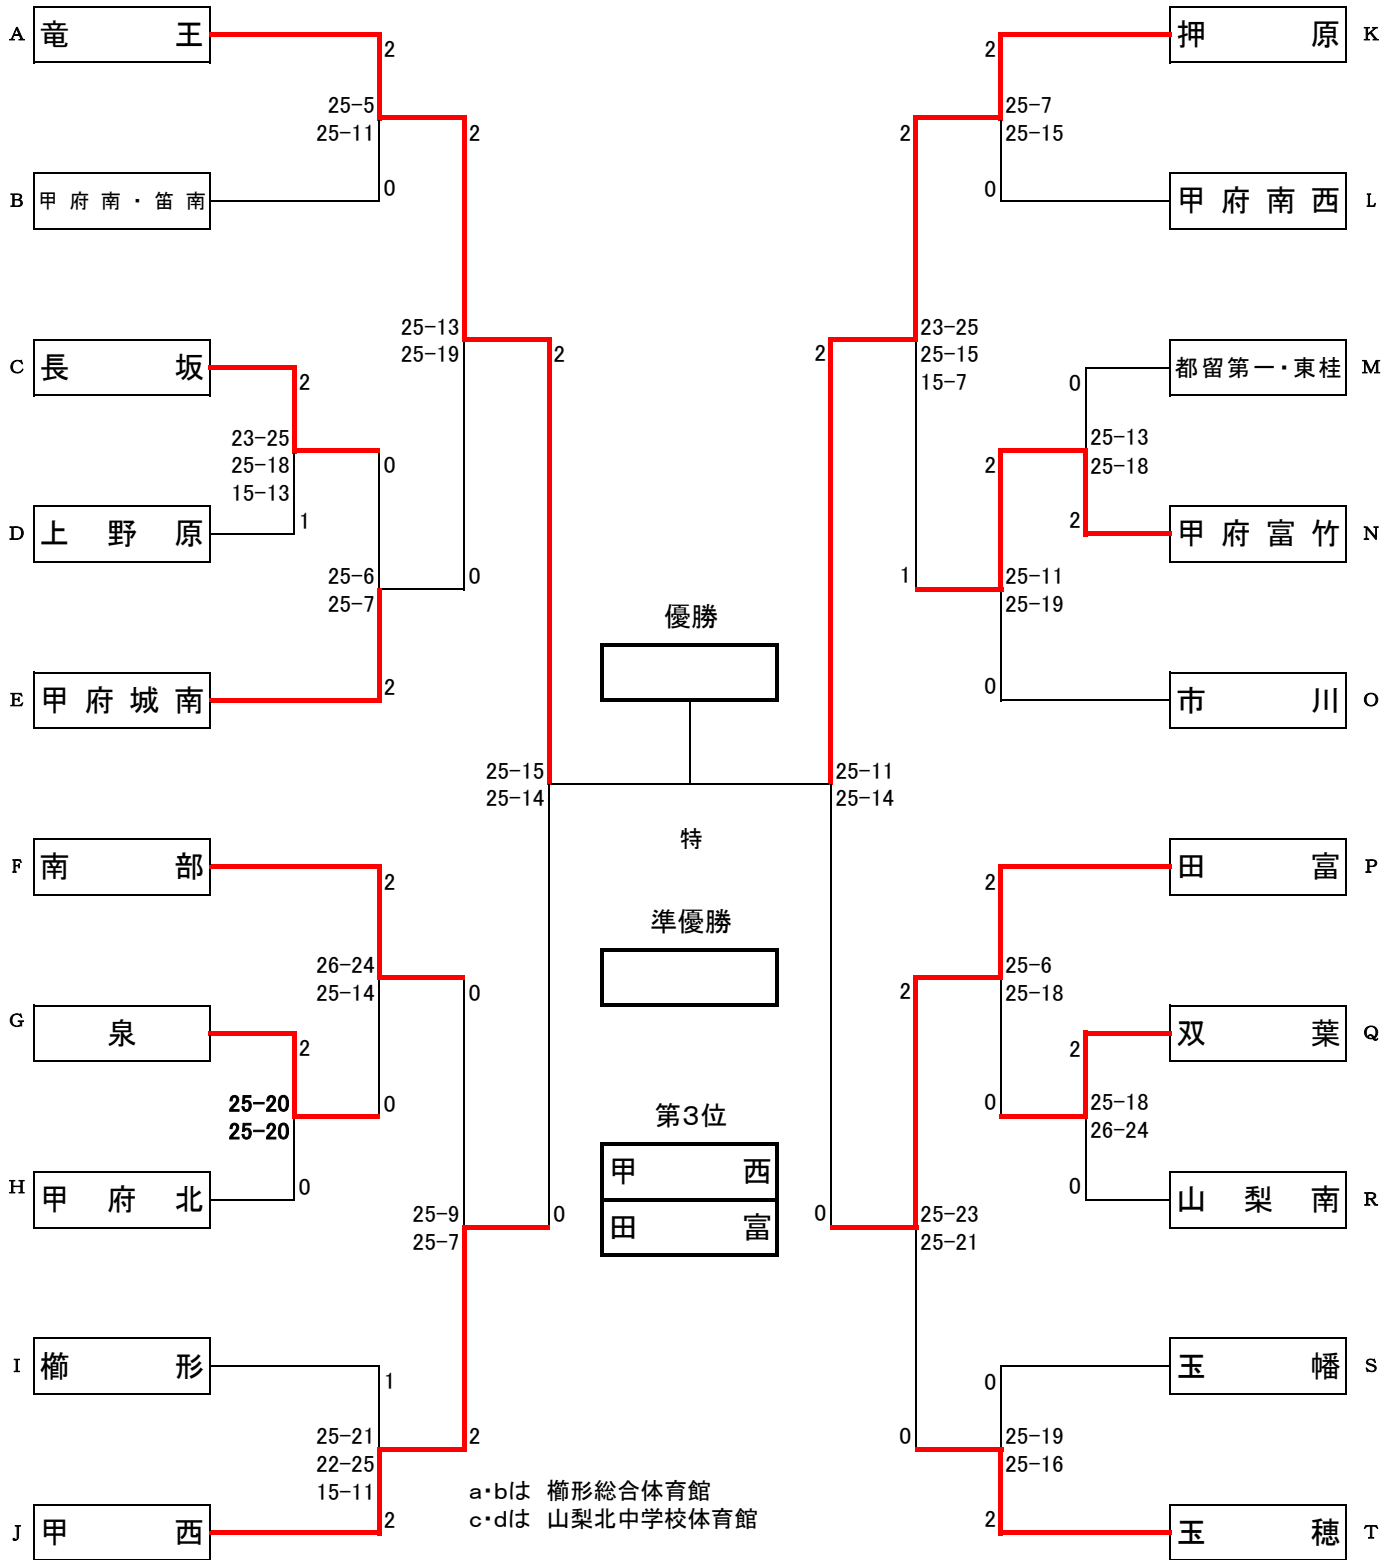 A 竜王
2
25-5
25-11
2
B 甲府南・笛南
0
25-13
25-19
2
C 長坂
2
23-25
25-18
15-13
0
D 上野原
1
25-6
25-7
0
E 甲府城南
2
25-15
25-14
F 南部
2
26-24
25-14
0
G 泉
2
25-20
25-20
0
H 甲府北
0
25-9
25-7
0
I 櫛形
1
25-21
22-25
15-11
2
J 甲西
2
優勝
特
準優勝
第3位
甲西
田富
a・bは 櫛形総合体育館
c・dは 山梨北中学校体育館
押原 K
2
25-7
25-15
2
甲府南西 L
0
23-25
25-15
15-7
2
都留第一・東桂 M
0
25-13
25-18
2
甲府富竹 N
2
25-11
25-19
1
市川 O
0
25-11
25-14
田富 P
2
25-6
25-18
2
双葉 Q
2
25-18
26-24
0
山梨南 R
0
25-23
25-21
0
玉幡 S
0
25-19
25-16
0
玉穂 T
2